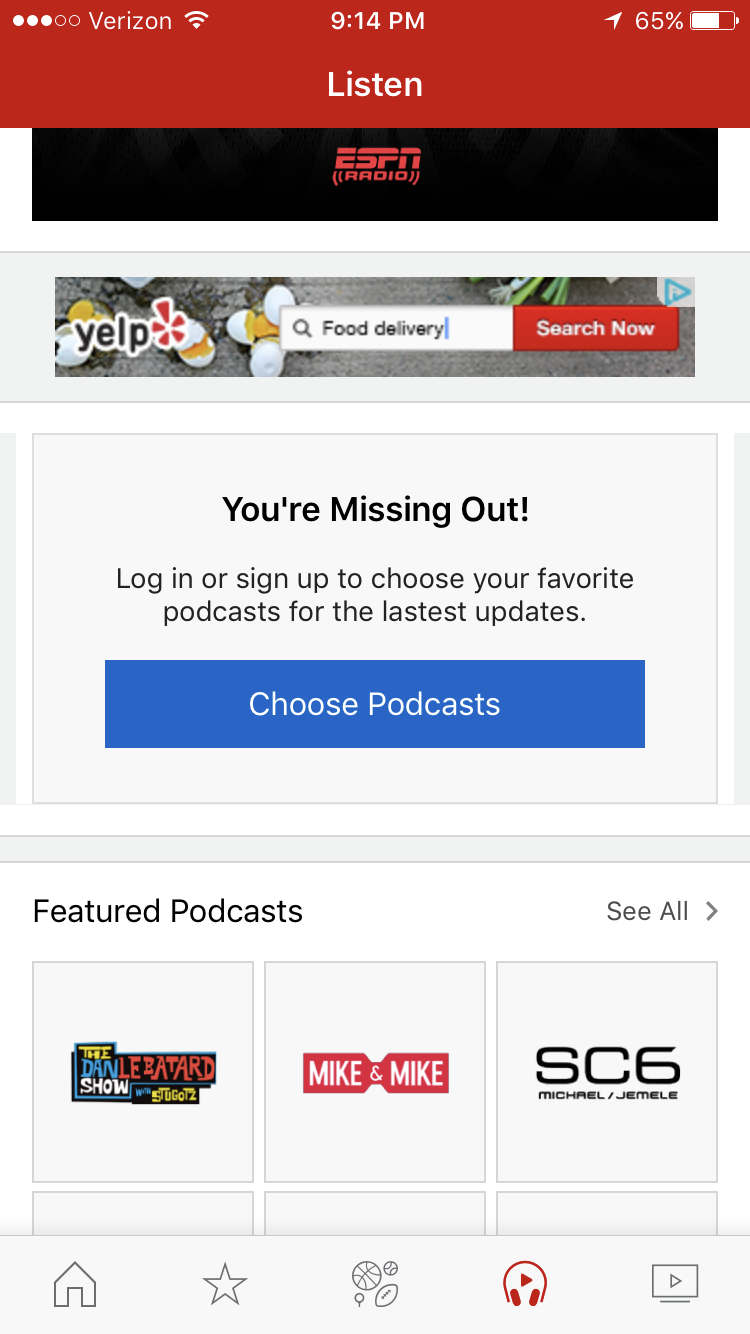 Verizon 9:14 PM 65%
Listen
ESPN
((RADIO))
yelp Food delivery Search Now
You're Missing Out!
Log in or sign up to choose your favorite
podcasts for the lastest updates.
Choose Podcasts
Featured Podcasts See All
THE
DAN LE BATARD
SHOW WITH STUGOTZ
MIKE & MIKE
SC6
MICHAEL/JEMELE